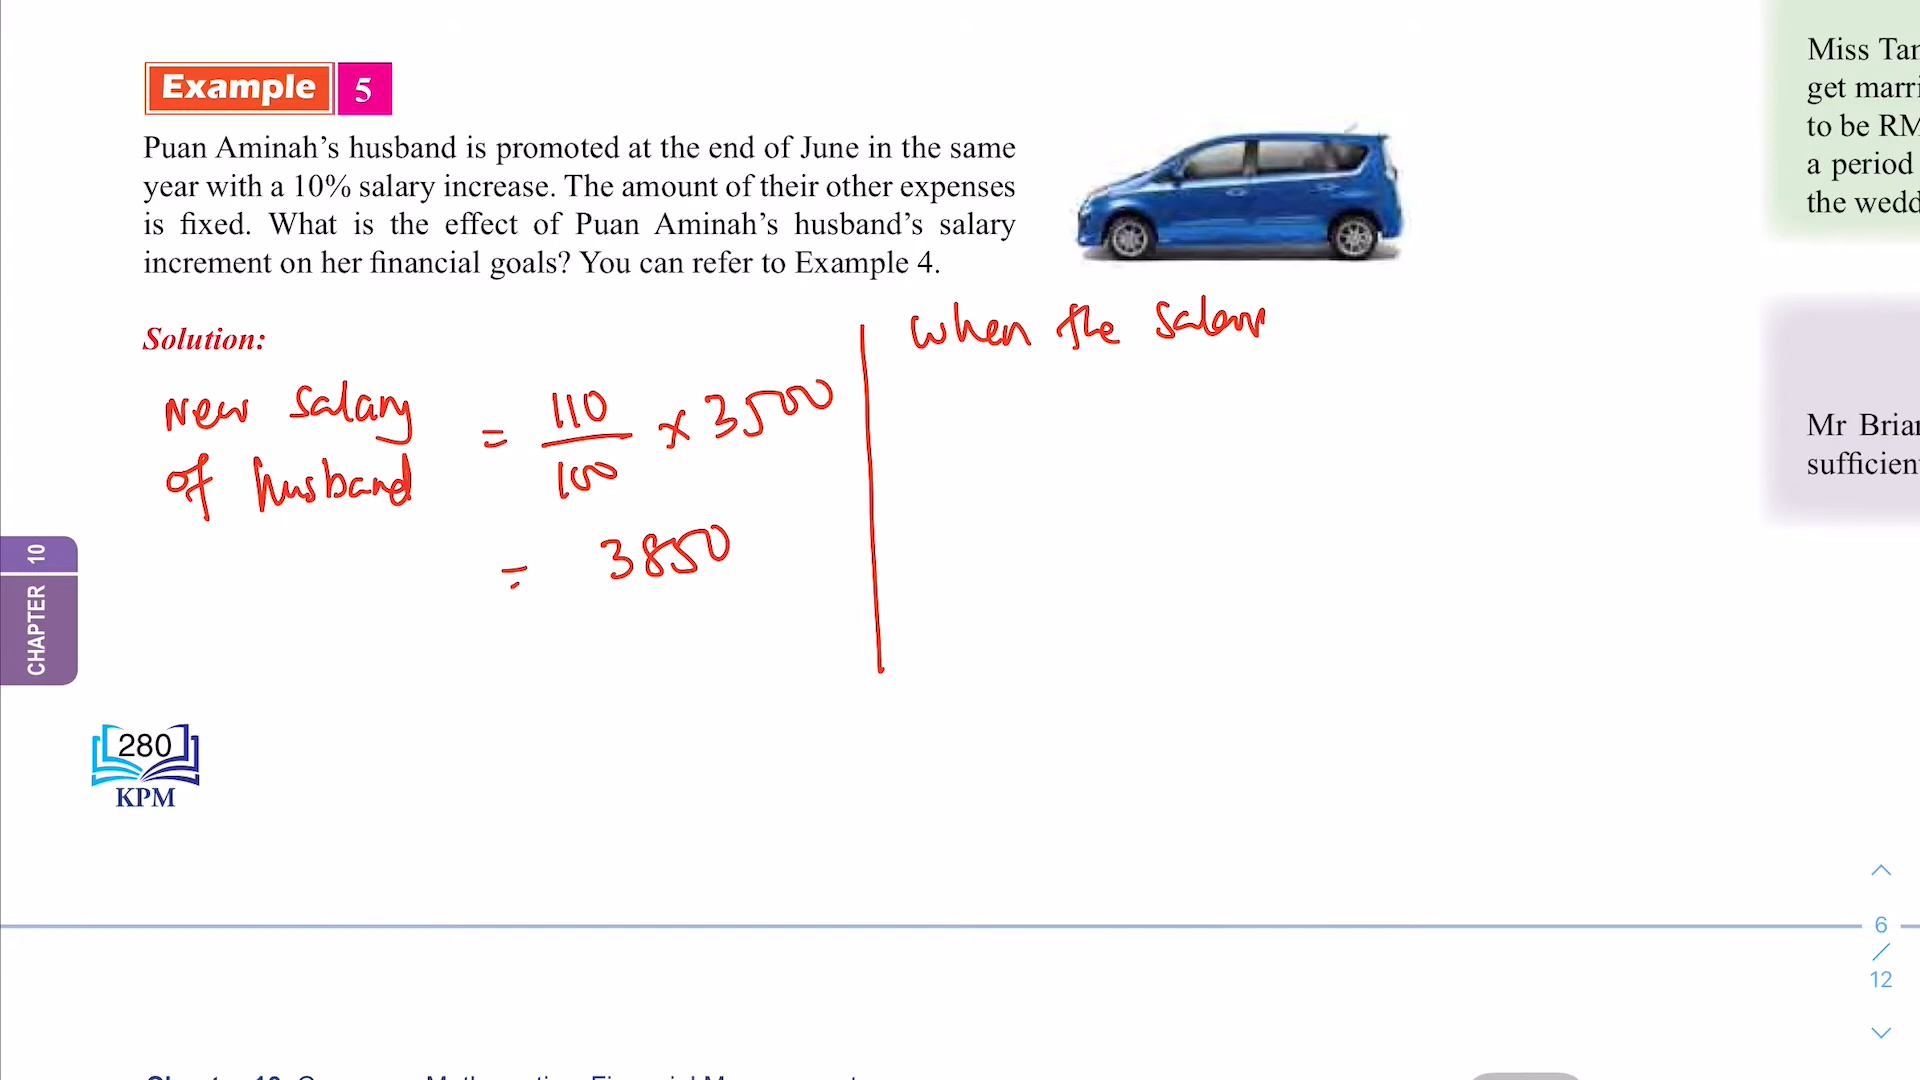 Example 5
Puan Aminah’s husband is promoted at the end of June in the same
year with a 10% salary increase. The amount of their other expenses
is fixed. What is the effect of Puan Aminah’s husband’s salary
increment on her financial goals? You can refer to Example 4.
Solution:
New salary
of husband
= 110/100 × 3500
= 3850
When the salary
CHAPTER 10
280
KPM
Miss Tan
get marri
to be RM
a period
the wedd
Mr Brian
sufficient
6
/
12